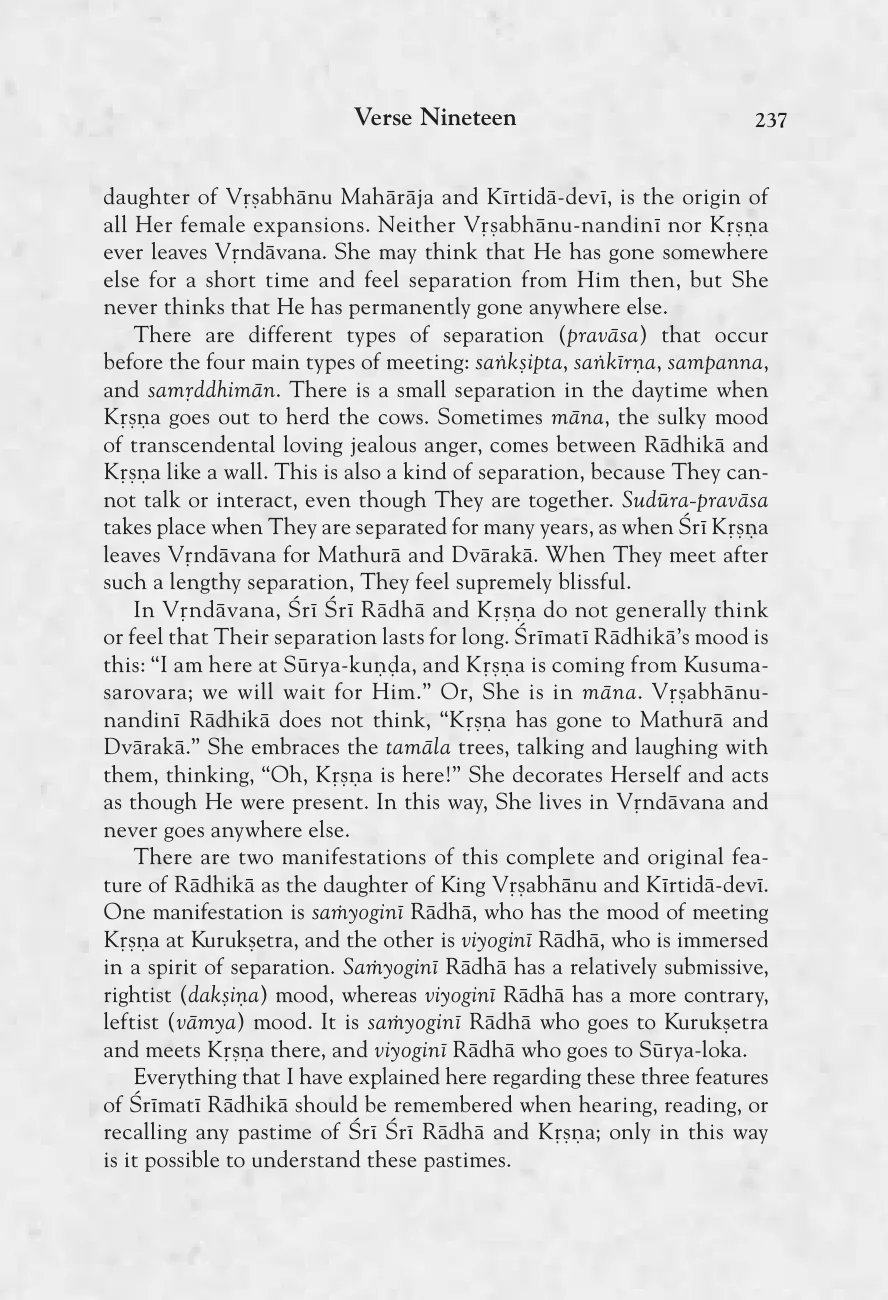 Verse Nineteen 237
daughter of Vṛṣabhānu Mahārāja and Kīrtidā-devī, is the origin of
all Her female expansions. Neither Vṛṣabhānu-nandinī nor Kṛṣṇa
ever leaves Vṛndāvana. She may think that He has gone somewhere
else for a short time and feel separation from Him then, but She
never thinks that He has permanently gone anywhere else.
There are different types of separation (pravāsa) that occur
before the four main types of meeting: saṅkṣipta, saṅkīrṇa, sampanna,
and samṛddhimān. There is a small separation in the daytime when
Kṛṣṇa goes out to herd the cows. Sometimes māna, the sulky mood
of transcendental loving jealous anger, comes between Rādhikā and
Kṛṣṇa like a wall. This is also a kind of separation, because They can-
not talk or interact, even though They are together. Sudūra-pravāsa
takes place when They are separated for many years, as when Śrī Kṛṣṇa
leaves Vṛndāvana for Mathurā and Dvārakā. When They meet after
such a lengthy separation, They feel supremely blissful.
In Vṛndāvana, Śrī Śrī Rādhā and Kṛṣṇa do not generally think
or feel that Their separation lasts for long. Śrīmatī Rādhikā’s mood is
this: “I am here at Sūrya-kuṇḍa, and Kṛṣṇa is coming from Kusuma-
sarovara; we will wait for Him.” Or, She is in māna. Vṛṣabhānu-
nandinī Rādhikā does not think, “Kṛṣṇa has gone to Mathurā and
Dvārakā.” She embraces the tamāla trees, talking and laughing with
them, thinking, “Oh, Kṛṣṇa is here!” She decorates Herself and acts
as though He were present. In this way, She lives in Vṛndāvana and
never goes anywhere else.
There are two manifestations of this complete and original fea-
ture of Rādhikā as the daughter of King Vṛṣabhānu and Kīrtidā-devī.
One manifestation is saṁyoginī Rādhā, who has the mood of meeting
Kṛṣṇa at Kurukṣetra, and the other is viyoginī Rādhā, who is immersed
in a spirit of separation. Saṁyoginī Rādhā has a relatively submissive,
rightist (dakṣiṇa) mood, whereas viyoginī Rādhā has a more contrary,
leftist (vāmya) mood. It is saṁyoginī Rādhā who goes to Kurukṣetra
and meets Kṛṣṇa there, and viyoginī Rādhā who goes to Sūrya-loka.
Everything that I have explained here regarding these three features
of Śrīmatī Rādhikā should be remembered when hearing, reading, or
recalling any pastime of Śrī Śrī Rādhā and Kṛṣṇa; only in this way
is it possible to understand these pastimes.